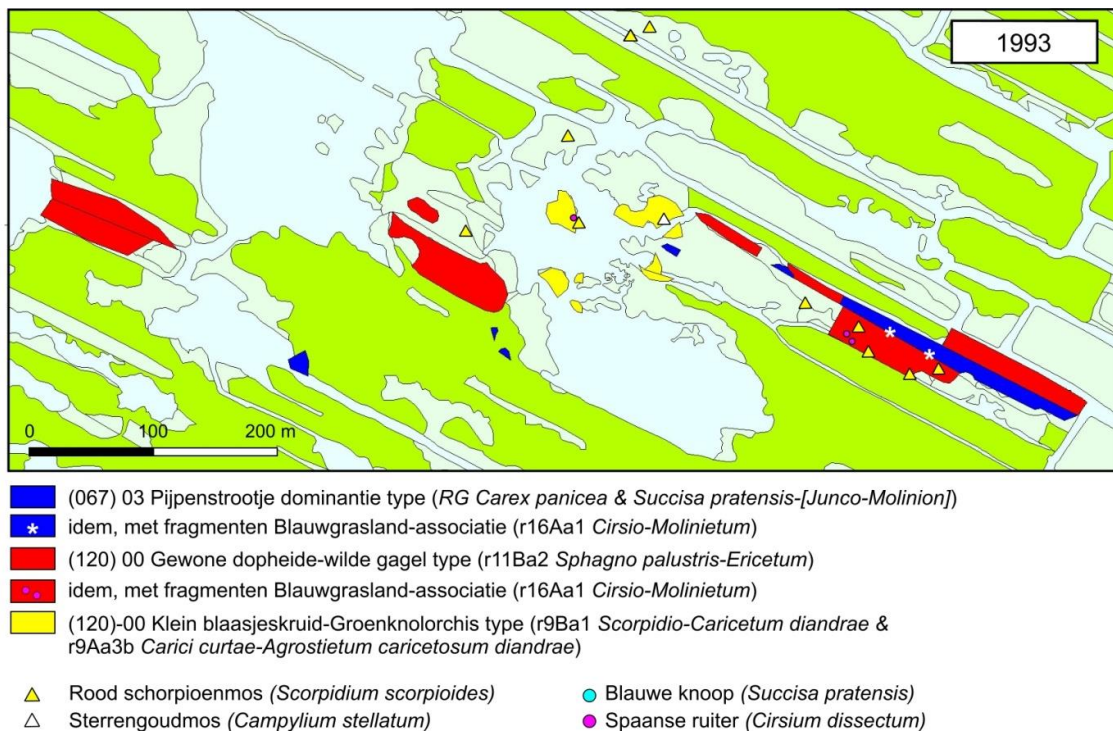 1993
0 100 200 m
(067) 03 Pijpenstrootje dominantie type (RG Carex panicea & Succisa pratensis-[Junco-Molinion])
idem, met fragmenten Blauwgrasland-associatie (r16Aa1 Cirsio-Molinietum)
(120) 00 Gewone dopheide-wilde gagel type (r11Ba2 Sphagno palustris-Ericetum)
idem, met fragmenten Blauwgrasland-associatie (r16Aa1 Cirsio-Molinietum)
(120)-00 Klein blaasjeskruid-Groenknolorchis type (r9Ba1 Scorpidio-Caricetum diandrae &
r9Aa3b Carici curtae-Agrostietum caricetosum diandrae)
Rood schorpioenmos (Scorpidium scorpioides)
Sterrengoudmos (Campylium stellatum)
Blauwe knoop (Succisa pratensis)
Spaanse ruiter (Cirsium dissectum)